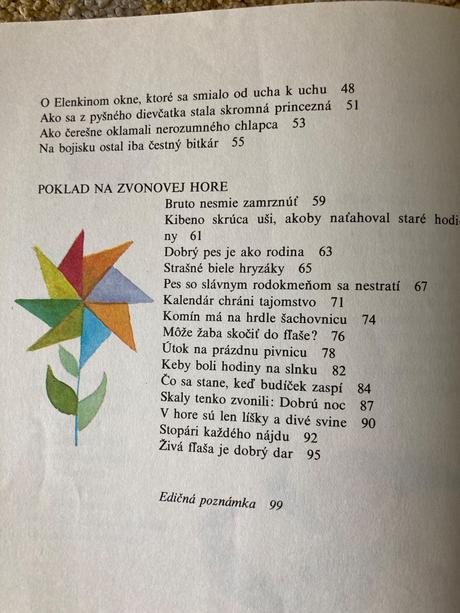 O Elenkinom okne, ktoré sa smialo od ucha k uchu 48
Ako sa z pyšného dievčatka stala skromná princezná 51
Ako čerešne oklamali nerozumného chlapca 53
Na bojisku ostal iba čestný bitkár 55
POKLAD NA ZVONOVEJ HORE
Bruto nesmie zamrznúť 59
Kibeno skrúca uši, akoby naťahoval staré hodi-
ny 61
Dobrý pes je ako rodina 63
Strašné biele hryzáky 65
Pes so slávnym rodokmeňom sa nestratí 67
Kalendár chráni tajomstvo 71
Komín má na hrdle šachovnicu 74
Môže žaba skočiť do fľaše? 76
Útok na prázdnu pivnicu 78
Keby boli hodiny na slnku 82
Čo sa stane, keď budíček zaspí 84
Skaly tenko zvonili: Dobrú noc 87
V hore sú len líšky a divé svine 90
Stopári každého nájdu 92
Živá fľaša je dobrý dar 95
Edičná poznámka 99